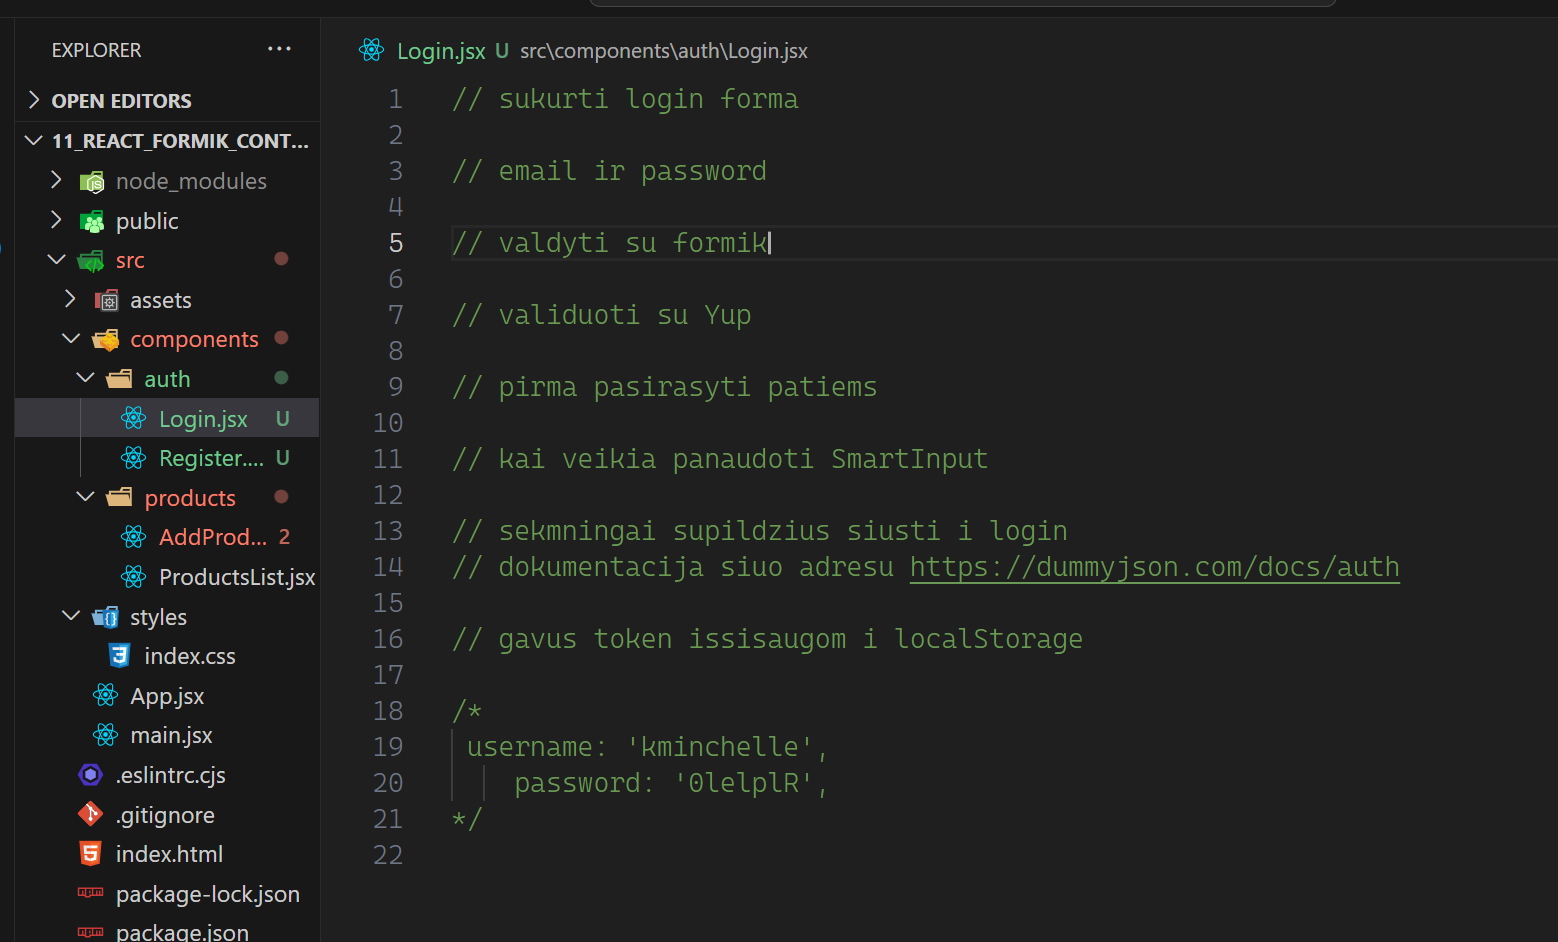 EXPLORER
OPEN EDITORS
11_REACT_FORMIK_CONT...
node_modules
public
src
assets
components
auth
Login.jsx U
Register.... U
products
AddProd... 2
ProductsList.jsx
styles
index.css
App.jsx
main.jsx
.eslintrc.cjs
.gitignore
index.html
package-lock.json
package.json
Login.jsx U src\components\auth\Login.jsx
1 // sukurti login forma
2
3 // email ir password
4
5 // valdyti su formik
6
7 // validuoti su Yup
8
9 // pirma pasirasyti patiems
10
11 // kai veikia panaudoti SmartInput
12
13 // sekmningai supildzius siusti i login
14 // dokumentacija siuo adresu https://dummyjson.com/docs/auth
15
16 // gavus token issisaugom i localStorage
17
18 /*
19 username: 'kminchelle',
20 password: '0lelplR',
21 */
22